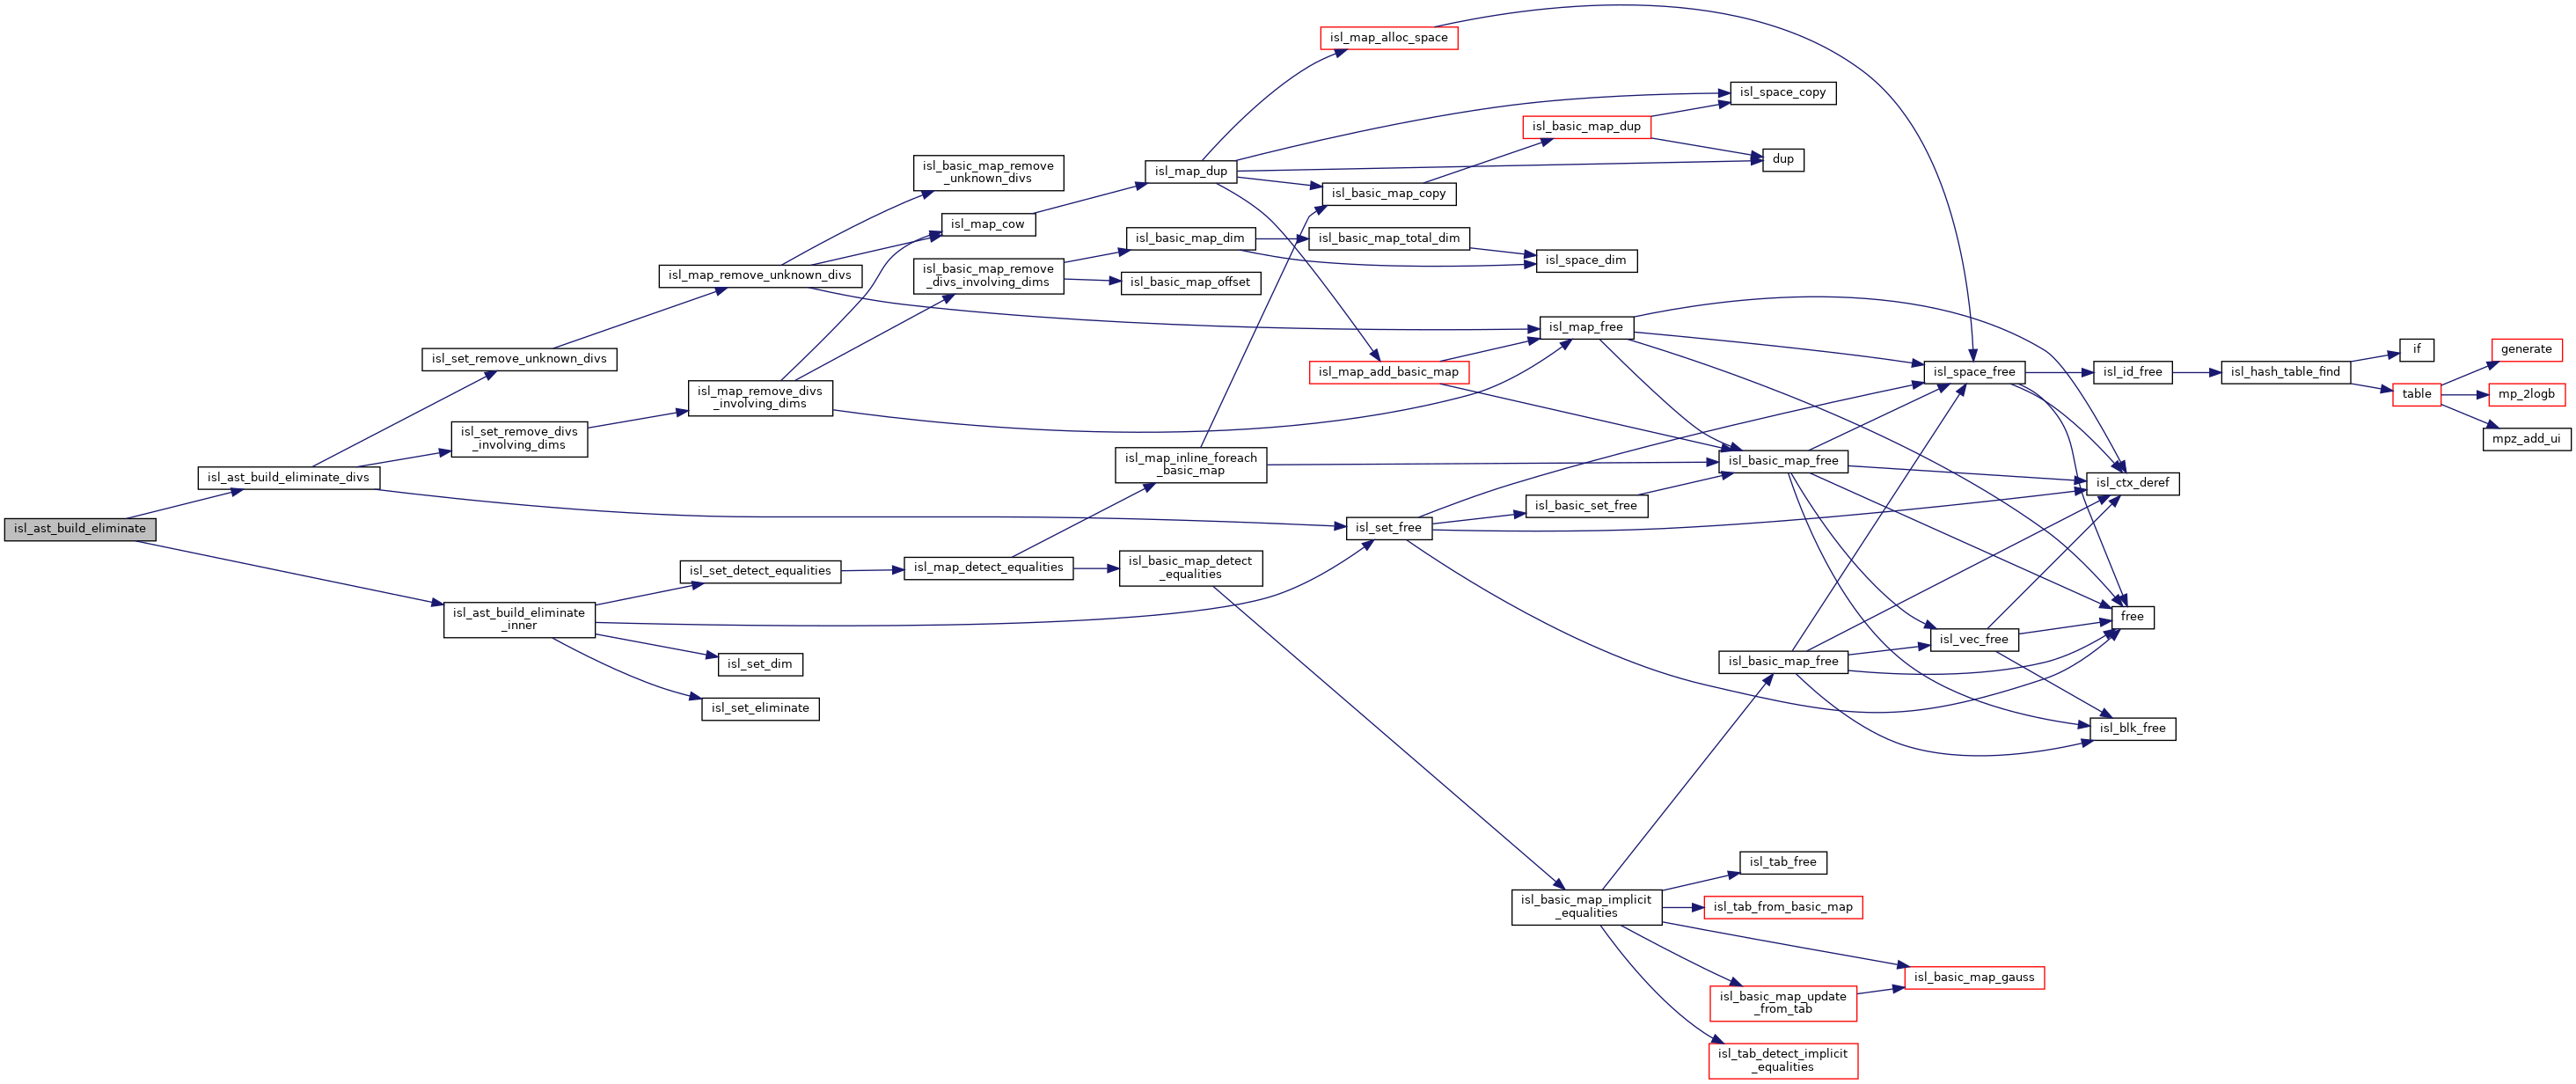 isl_ast_build_eliminate
isl_ast_build_eliminate_divs
isl_ast_build_eliminate
_inner
isl_set_remove_unknown_divs
isl_set_remove_divs
_involving_dims
isl_set_detect_equalities
isl_set_dim
isl_set_eliminate
isl_map_remove_unknown_divs
isl_map_remove_divs
_involving_dims
isl_map_detect_equalities
isl_basic_map_remove
_unknown_divs
isl_map_cow
isl_basic_map_remove
_divs_involving_dims
isl_map_dup
isl_basic_map_dim
isl_basic_map_offset
isl_map_inline_foreach
_basic_map
isl_basic_map_detect
_equalities
isl_map_alloc_space
isl_basic_map_copy
isl_basic_map_total_dim
isl_map_add_basic_map
isl_set_free
isl_basic_map_dup
isl_space_dim
isl_map_free
isl_basic_set_free
isl_basic_map_implicit
_equalities
isl_space_copy
dup
isl_basic_map_free
isl_basic_map_free
isl_tab_free
isl_tab_from_basic_map
isl_basic_map_update
_from_tab
isl_tab_detect_implicit
_equalities
isl_space_free
isl_vec_free
isl_basic_map_gauss
isl_id_free
isl_ctx_deref
free
isl_blk_free
isl_hash_table_find
if
table
generate
mp_2logb
mpz_add_ui